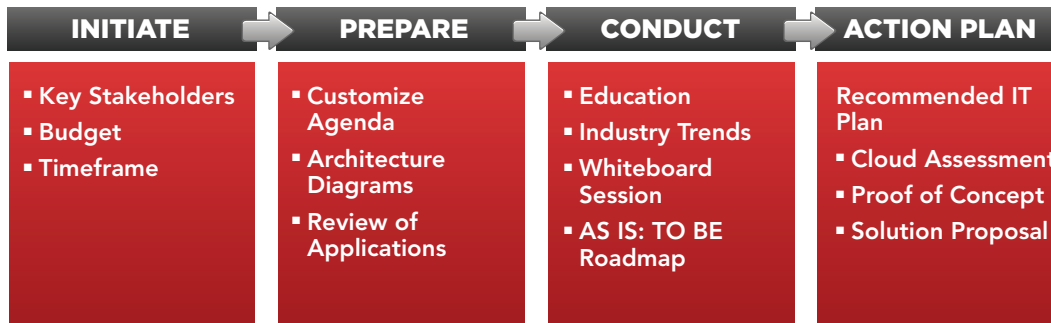 INITIATE
PREPARE
CONDUCT
ACTION PLAN
▪ Key Stakeholders
▪ Budget
▪ Timeframe
▪ Customize
Agenda
▪ Architecture
Diagrams
▪ Review of
Applications
▪ Education
▪ Industry Trends
▪ Whiteboard
Session
▪ AS IS: TO BE
Roadmap
Recommended IT
Plan
▪ Cloud Assessment
▪ Proof of Concept
▪ Solution Proposal